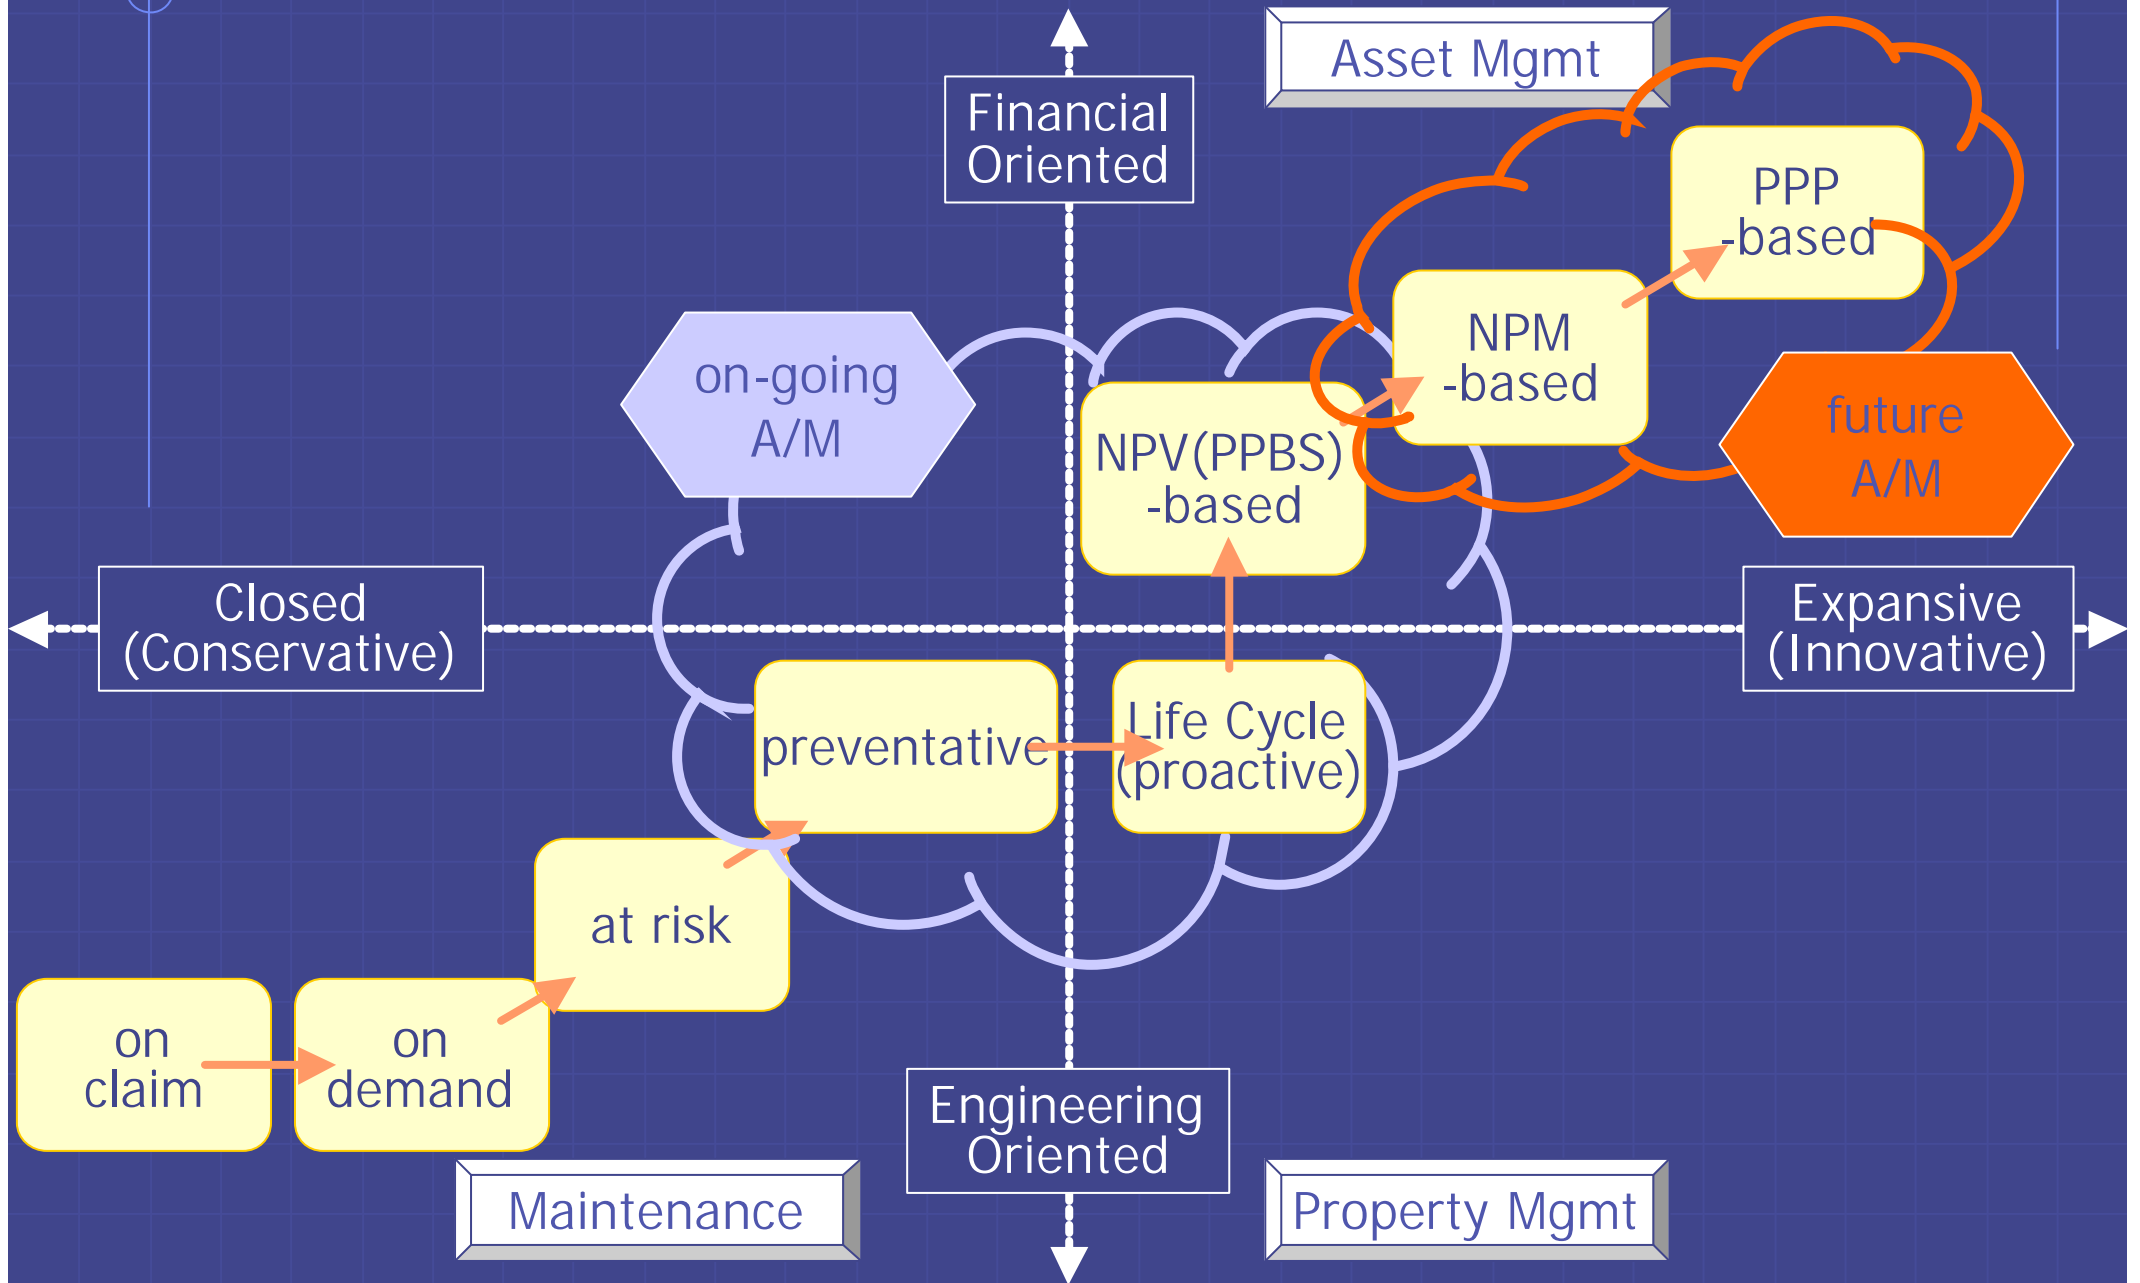 Asset Mgmt
Financial
Oriented
PPP
-based
NPM
-based
on-going
A/M
future
A/M
NPV(PPBS)
-based
Closed
(Conservative)
Expansive
(Innovative)
preventative
Life Cycle
(proactive)
at risk
on
claim
on
demand
Engineering
Oriented
Maintenance
Property Mgmt